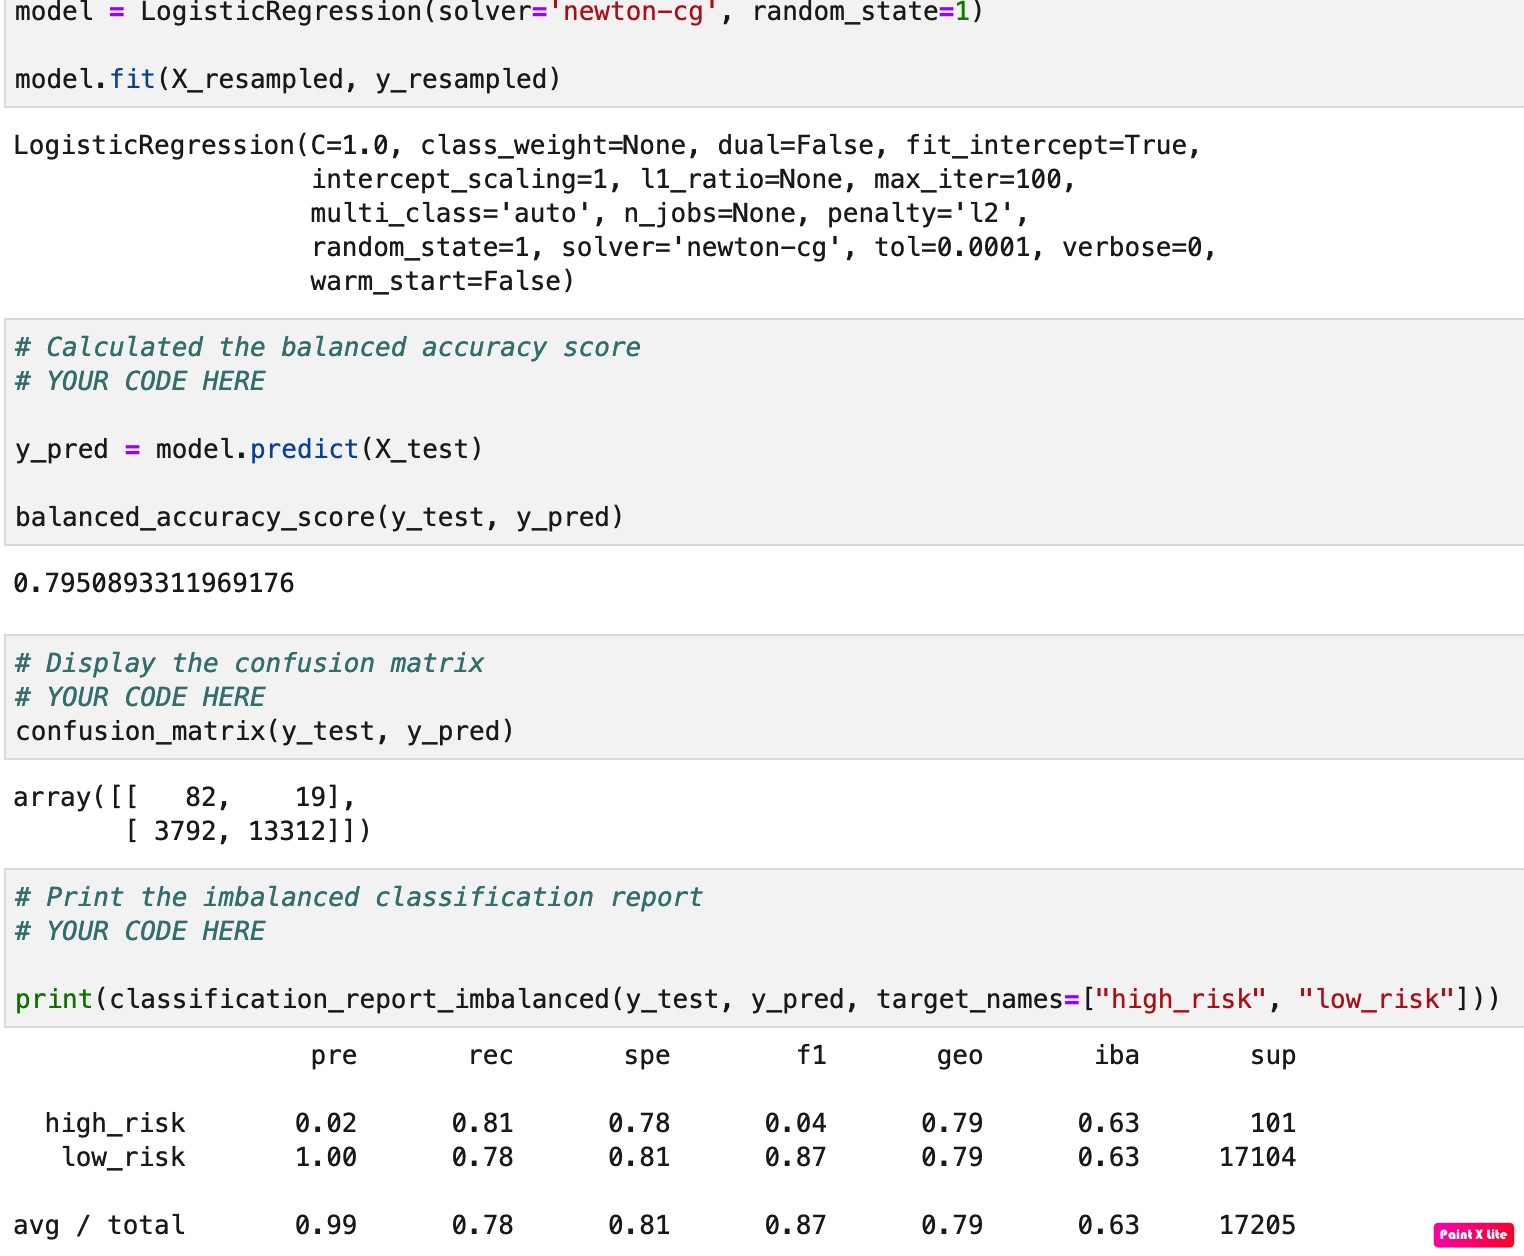 model = LogisticRegression(solver='newton-cg', random_state=1)
model.fit(X_resampled, y_resampled)
LogisticRegression(C=1.0, class_weight=None, dual=False, fit_intercept=True,
                   intercept_scaling=1, l1_ratio=None, max_iter=100,
                   multi_class='auto', n_jobs=None, penalty='l2',
                   random_state=1, solver='newton-cg', tol=0.0001, verbose=0,
                   warm_start=False)
# Calculated the balanced accuracy score
# YOUR CODE HERE
y_pred = model.predict(X_test)
balanced_accuracy_score(y_test, y_pred)
0.7950893311969176
# Display the confusion matrix
# YOUR CODE HERE
confusion_matrix(y_test, y_pred)
array([[   82,    19],
       [ 3792, 13312]])
# Print the imbalanced classification report
# YOUR CODE HERE
print(classification_report_imbalanced(y_test, y_pred, target_names=["high_risk", "low_risk"]))
                   pre       rec       spe        f1       geo       iba       sup
  high_risk       0.02      0.81      0.78      0.04      0.79      0.63       101
   low_risk       1.00      0.78      0.81      0.87      0.79      0.63     17104
avg / total       0.99      0.78      0.81      0.87      0.79      0.63     17205
Paint X Lite